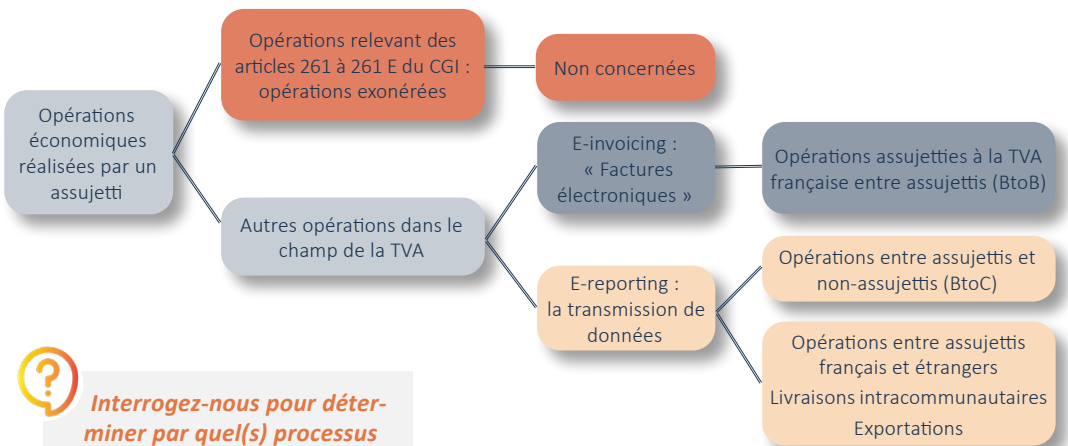 Opérations
économiques
réalisées par un
assujetti
Opérations relevant des
articles 261 à 261 E du CGI :
opérations exonérées
Non concernées
Autres opérations dans le
champ de la TVA
E-invoicing :
« Factures
électroniques »
Opérations assujetties à la TVA
française entre assujettis (BtoB)
E-reporting :
la transmission de
données
Opérations entre assujettis et
non-assujettis (BtoC)
Opérations entre assujettis
français et étrangers
Livraisons intracommunautaires
Exportations
?
Interrogez-nous pour déter-
miner par quel(s) processus